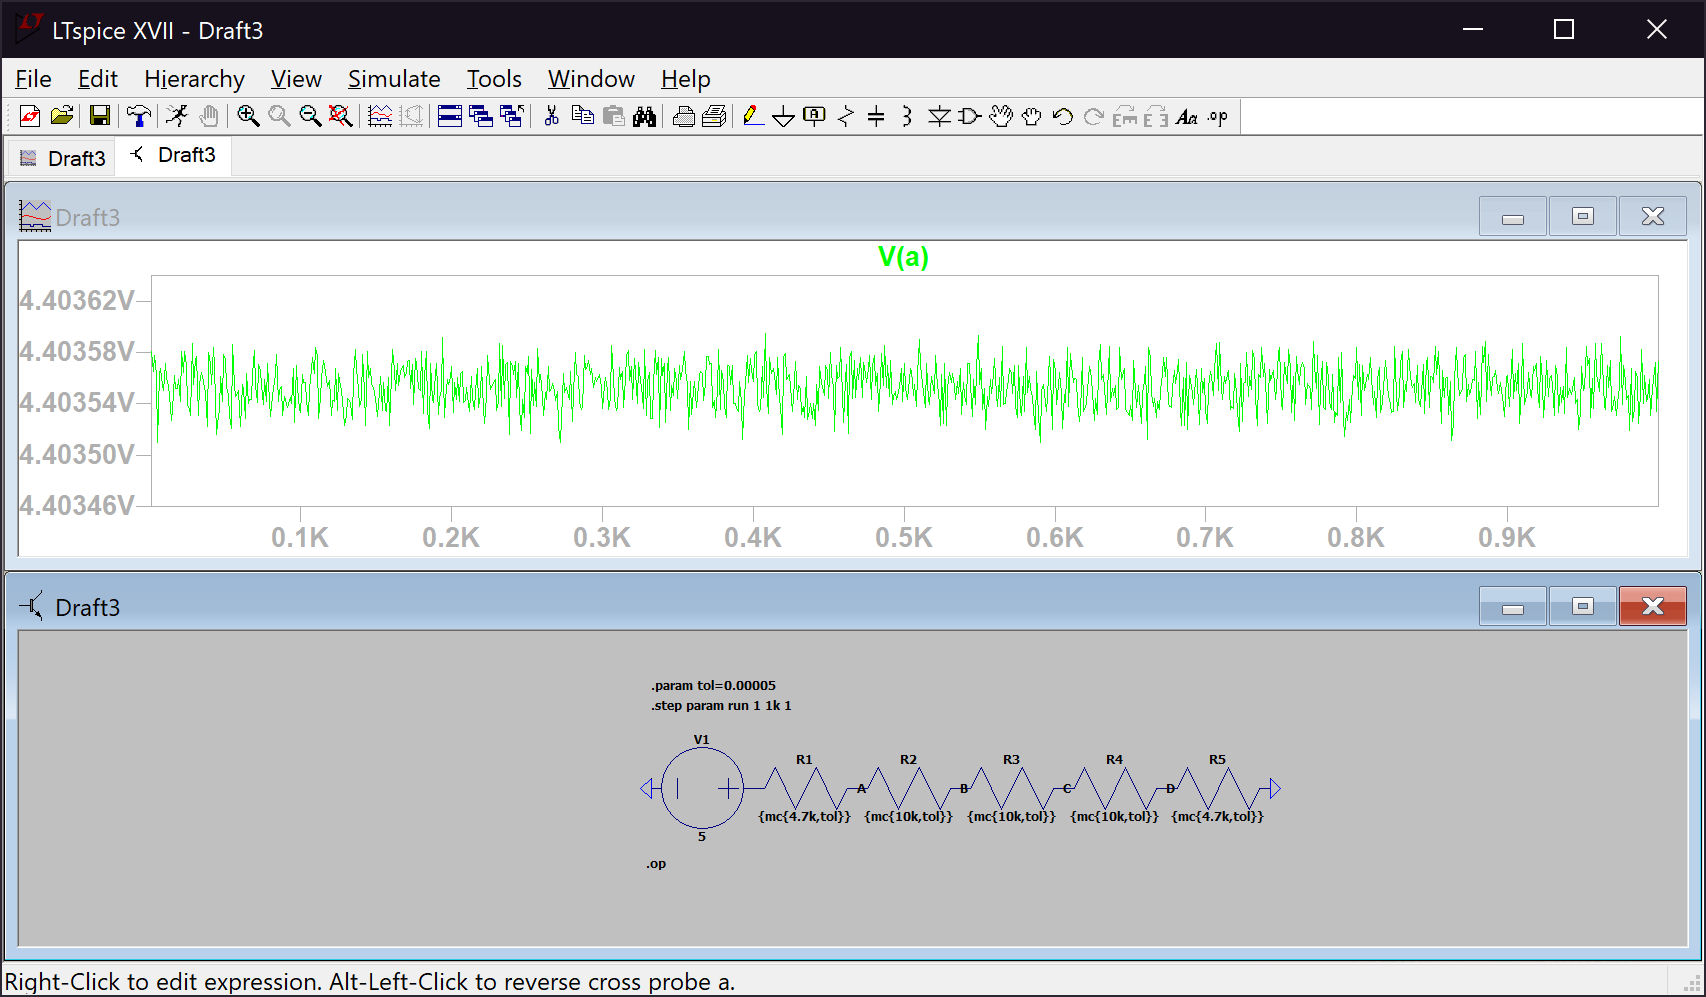 LTspice XVII - Draft3
File Edit Hierarchy View Simulate Tools Window Help
Aa .op
Draft3 Draft3
Draft3
V(a)
4.40362V
4.40358V
4.40354V
4.40350V
4.40346V
0.1K 0.2K 0.3K 0.4K 0.5K 0.6K 0.7K 0.8K 0.9K
Draft3
.param tol=0.00005
.step param run 1 1k 1
V1
R1 R2 R3 R4 R5
A B C D
{mc{4.7k,tol}} {mc{10k,tol}} {mc{10k,tol}} {mc{10k,tol}} {mc{4.7k,tol}}
5
.op
Right-Click to edit expression. Alt-Left-Click to reverse cross probe a.